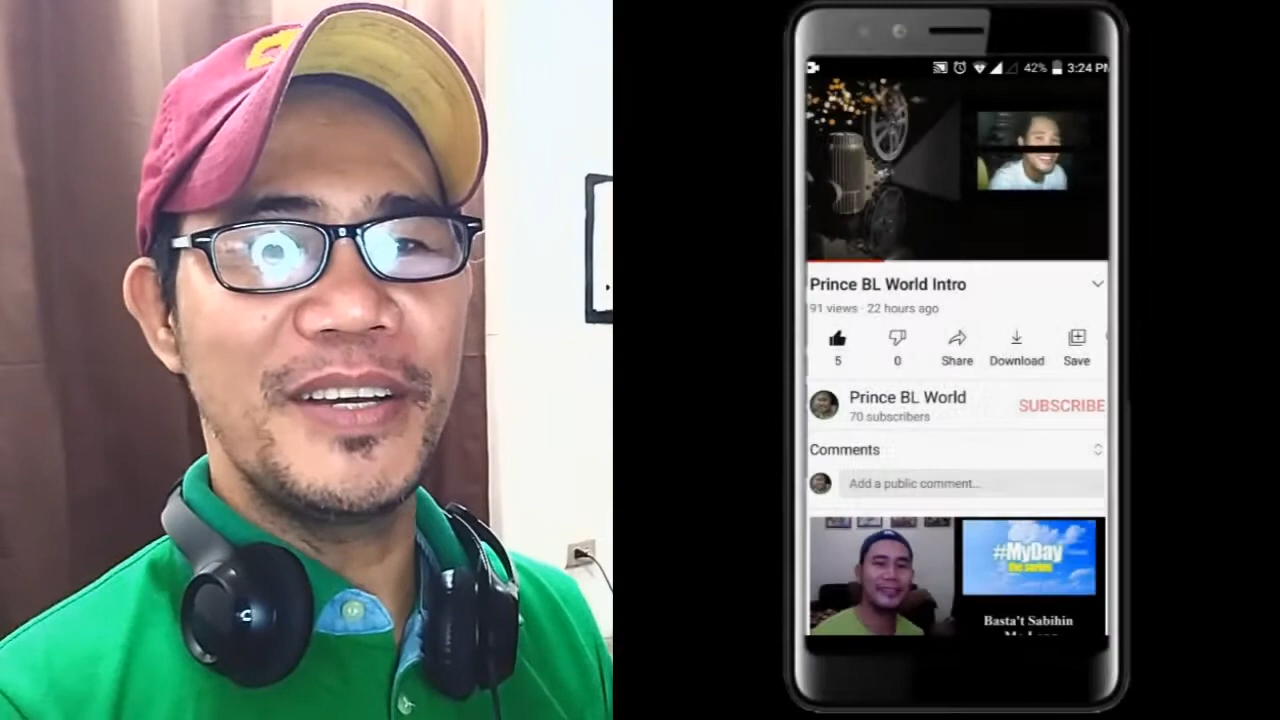 42% 3:24 PM
Prince BL World Intro
91 views · 22 hours ago
5 0 Share Download Save
Prince BL World
70 subscribers
SUBSCRIBE
Comments
Add a public comment...
#MyDay
the series
Basta't Sabihin